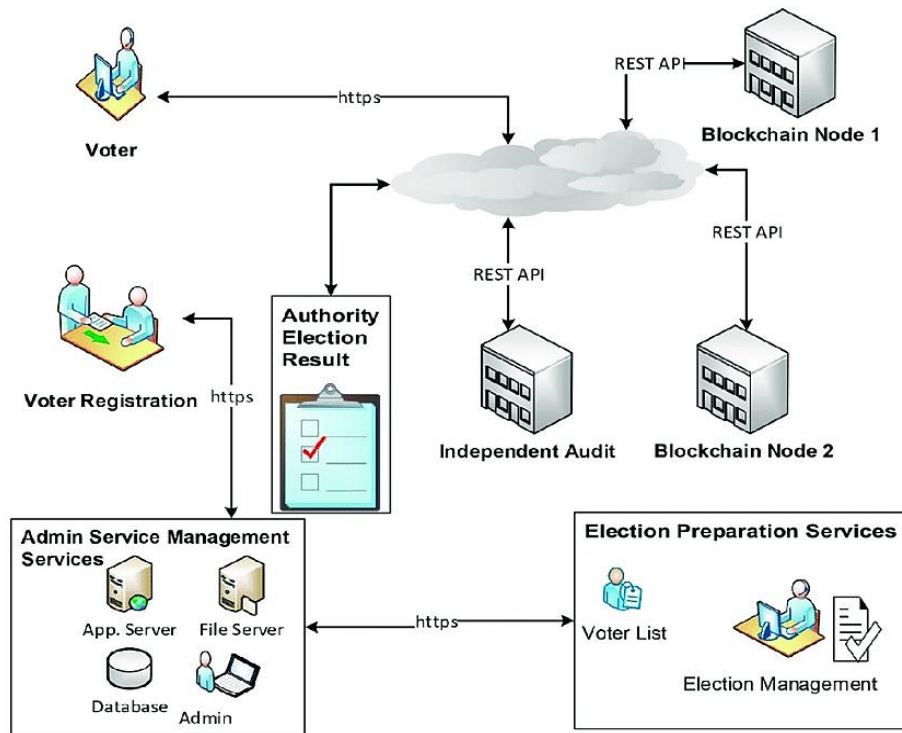 REST API
https
Blockchain Node 1
Voter
REST API
REST API
Authority
Election
Result
https
Voter Registration
Independent Audit
Blockchain Node 2
Admin Service Management
Services
App. Server
File Server
Database
Admin
https
Election Preparation Services
Voter List
Election Management